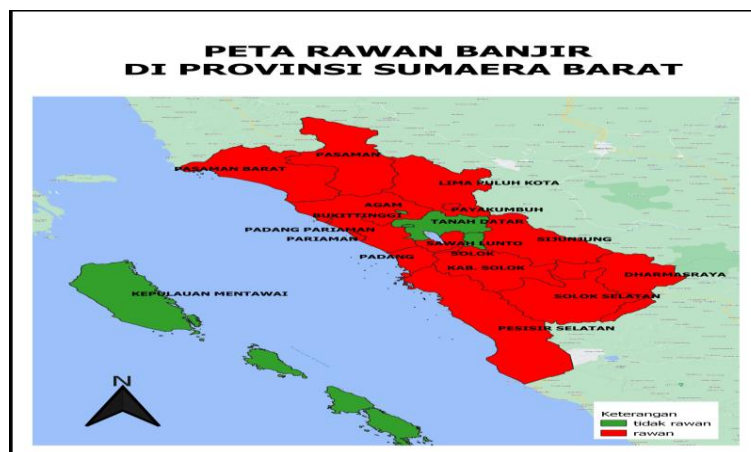 PETA RAWAN BANJIR
DI PROVINSI SUMAERA BARAT
PASAMAN
PASAMAN BARAT
LIMA PULUH KOTA
AGAM
PAYAKUMBUH
BUKITTINGGI
TANAH DATAR
PADANG PARIAMAN
PARIAMAN
SAWAH LUNTO
SIJUNJUNG
PADANG
SOLOK
KAB. SOLOK
DHARMASRAYA
KEPULAUAN MENTAWAI
SOLOK SELATAN
PESISIR SELATAN
N
Keterangan
tidak rawan
rawan